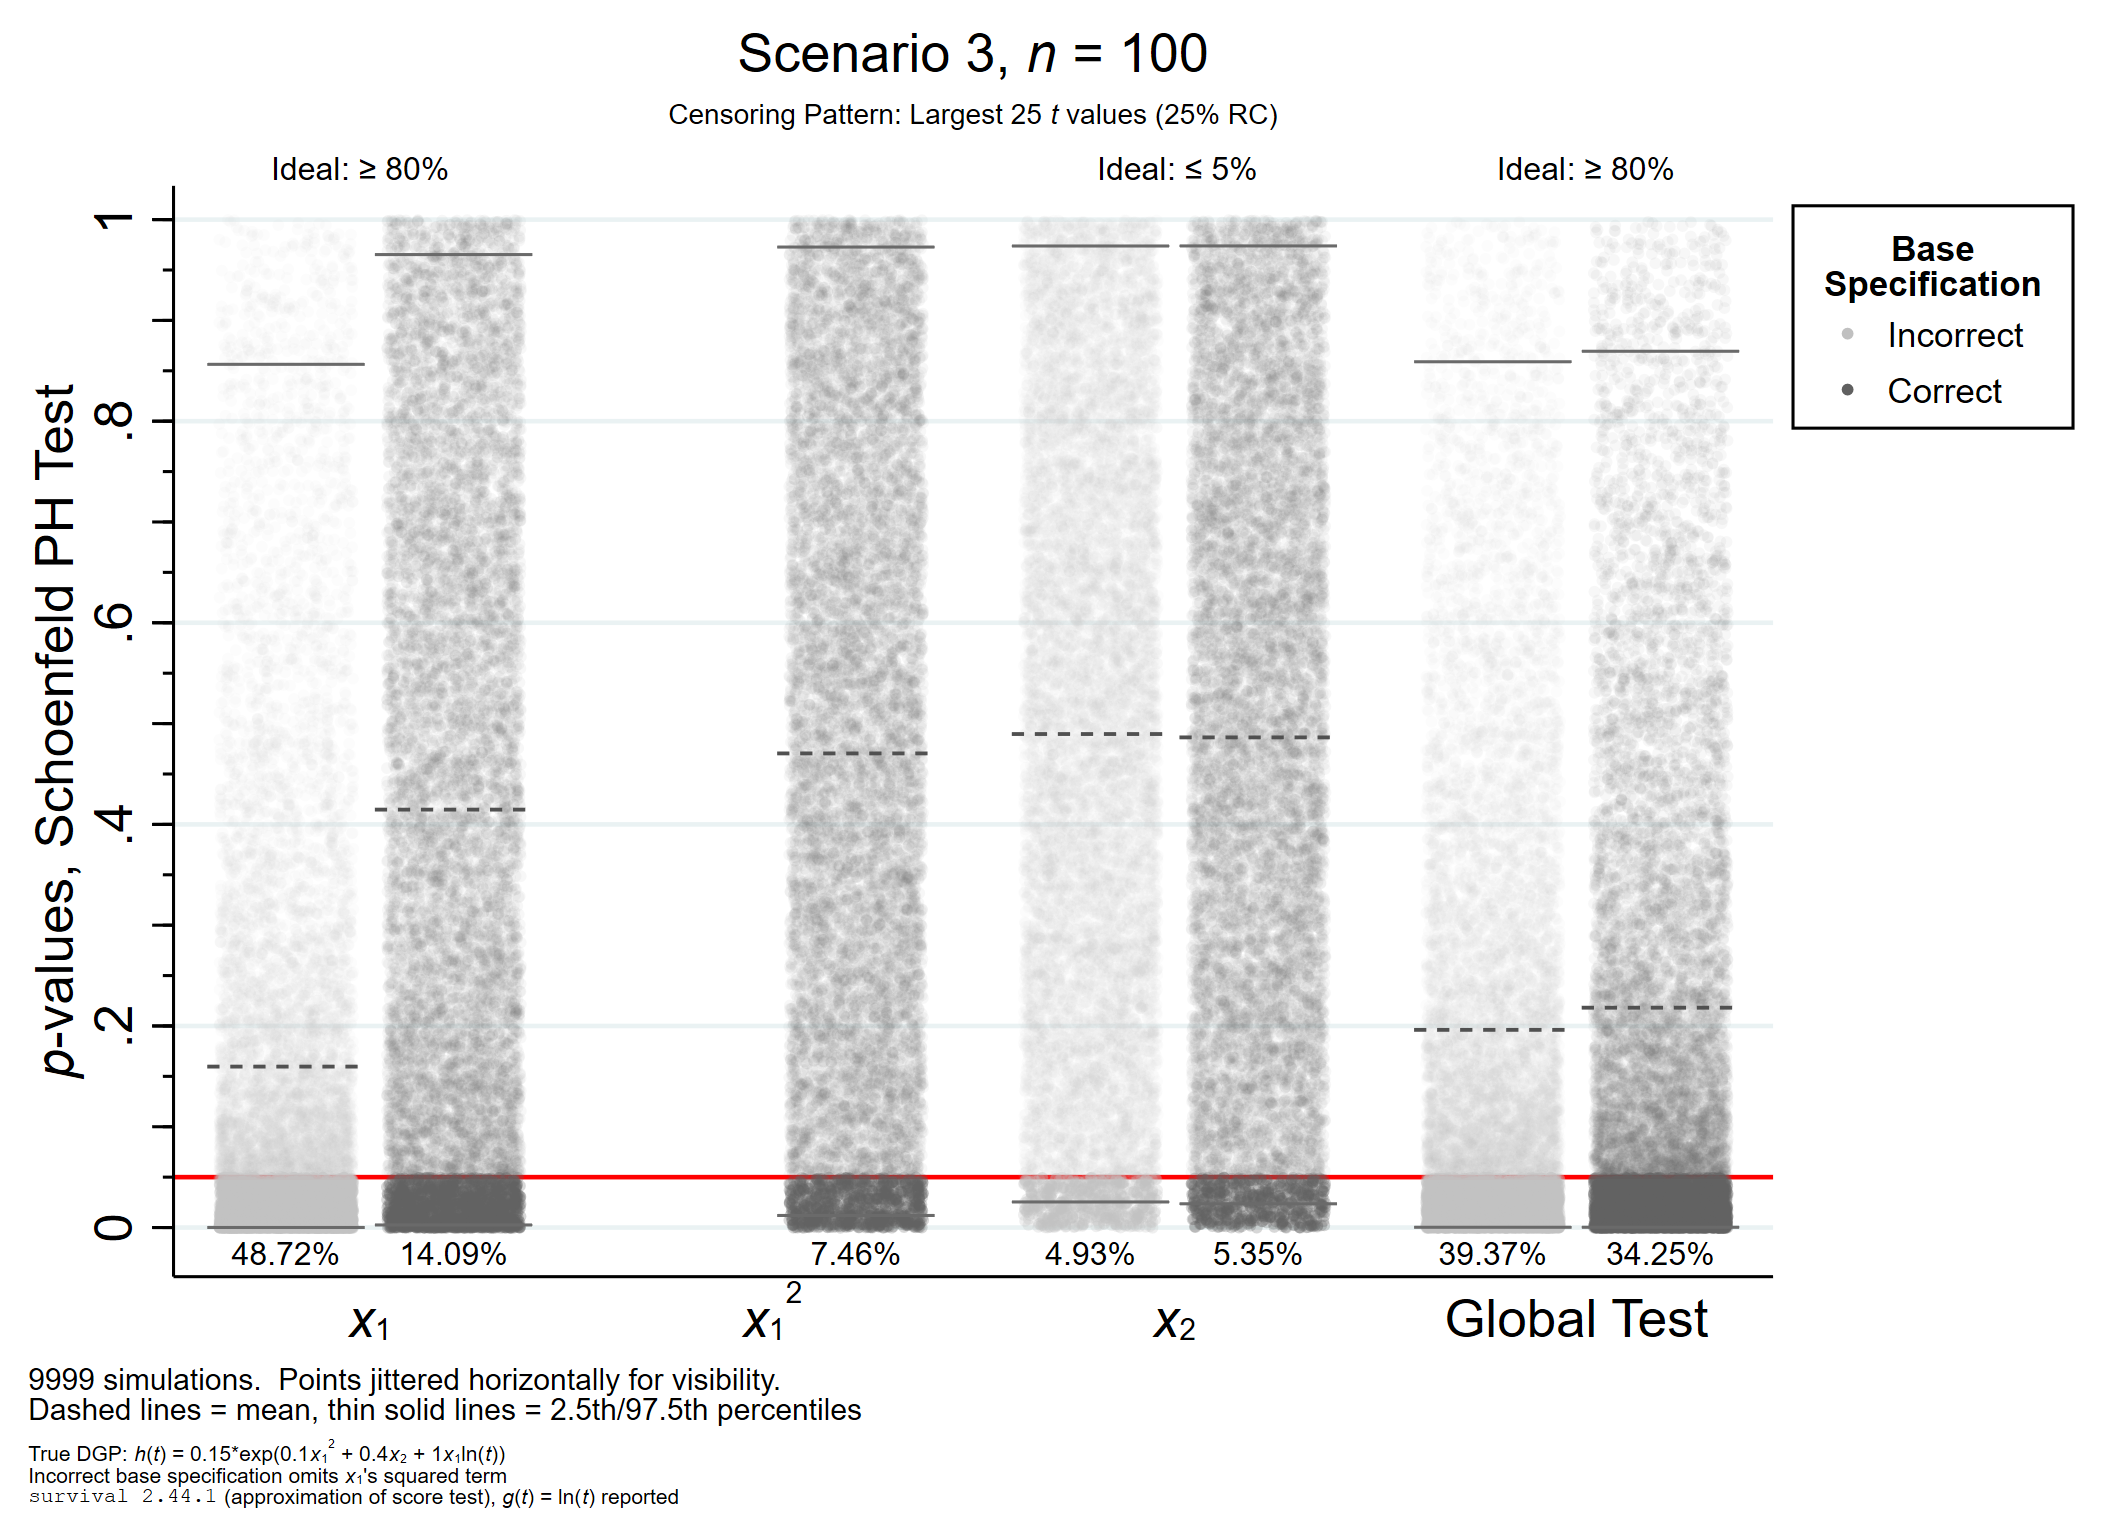 Scenario 3, n = 100
Censoring Pattern: Largest 25 t values (25% RC)
Ideal: ≥ 80%
Ideal: ≤ 5%
Ideal: ≥ 80%
p-values, Schoenfeld PH Test
1
.8
.6
.4
.2
0
48.72%
14.09%
7.46%
4.93%
5.35%
39.37%
34.25%
x₁
x₁²
x₂
Global Test
Base
Specification
Incorrect
Correct
9999 simulations.  Points jittered horizontally for visibility.
Dashed lines = mean, thin solid lines = 2.5th/97.5th percentiles
True DGP: h(t) = 0.15*exp(0.1x₁² + 0.4x₂ + 1x₁ln(t))
Incorrect base specification omits x₁'s squared term
survival 2.44.1 (approximation of score test), g(t) = ln(t) reported